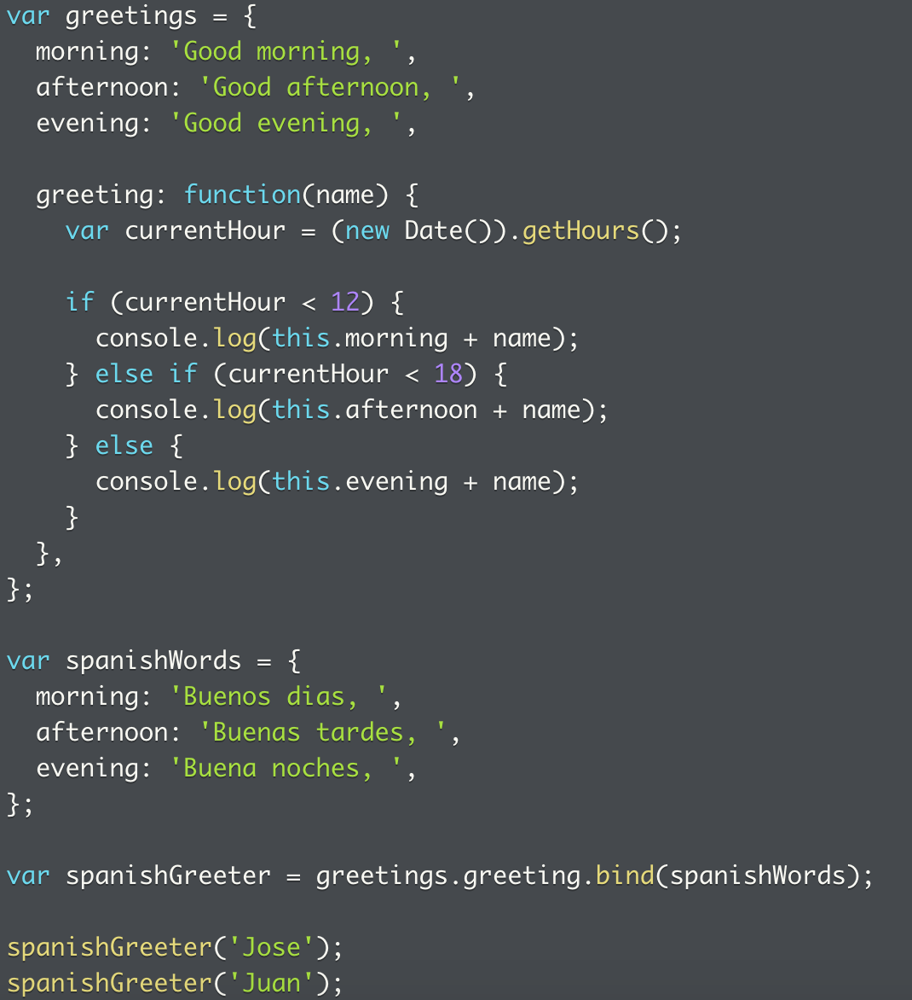 var greetings = {
  morning: 'Good morning, ',
  afternoon: 'Good afternoon, ',
  evening: 'Good evening, ',

  greeting: function(name) {
    var currentHour = (new Date()).getHours();

    if (currentHour < 12) {
      console.log(this.morning + name);
    } else if (currentHour < 18) {
      console.log(this.afternoon + name);
    } else {
      console.log(this.evening + name);
    }
  },
};

var spanishWords = {
  morning: 'Buenos dias, ',
  afternoon: 'Buenas tardes, ',
  evening: 'Buena noches, ',
};

var spanishGreeter = greetings.greeting.bind(spanishWords);

spanishGreeter('Jose');
spanishGreeter('Juan');